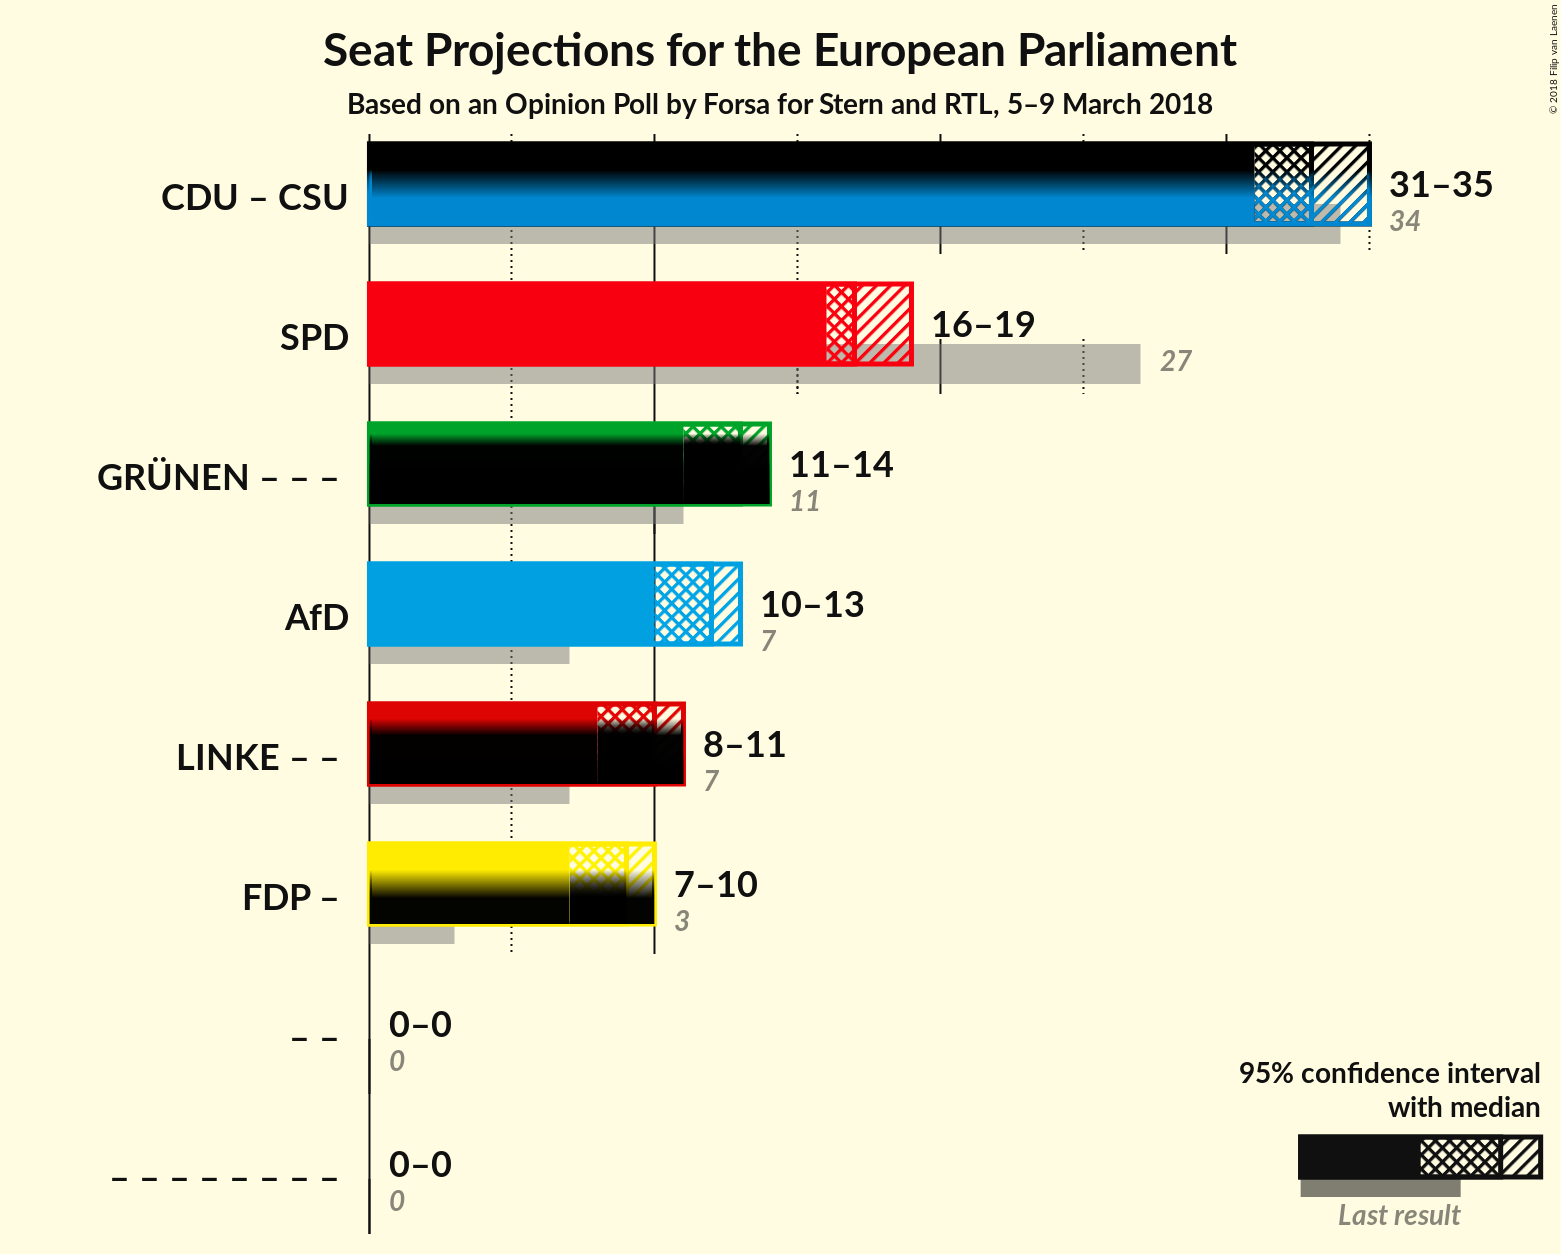 Seat Projections for the European Parliament
Based on an Opinion Poll by Forsa for Stern and RTL, 5–9 March 2018
© 2018 Filip van Laenen
CDU – CSU
31–35
34
SPD
16–19
27
GRÜNEN – – –
11–14
11
AfD
10–13
7
LINKE – –
8–11
7
FDP –
7–10
3
– –
0–0
0
– – – – – – – –
0–0
0
95% confidence interval
with median
Last result